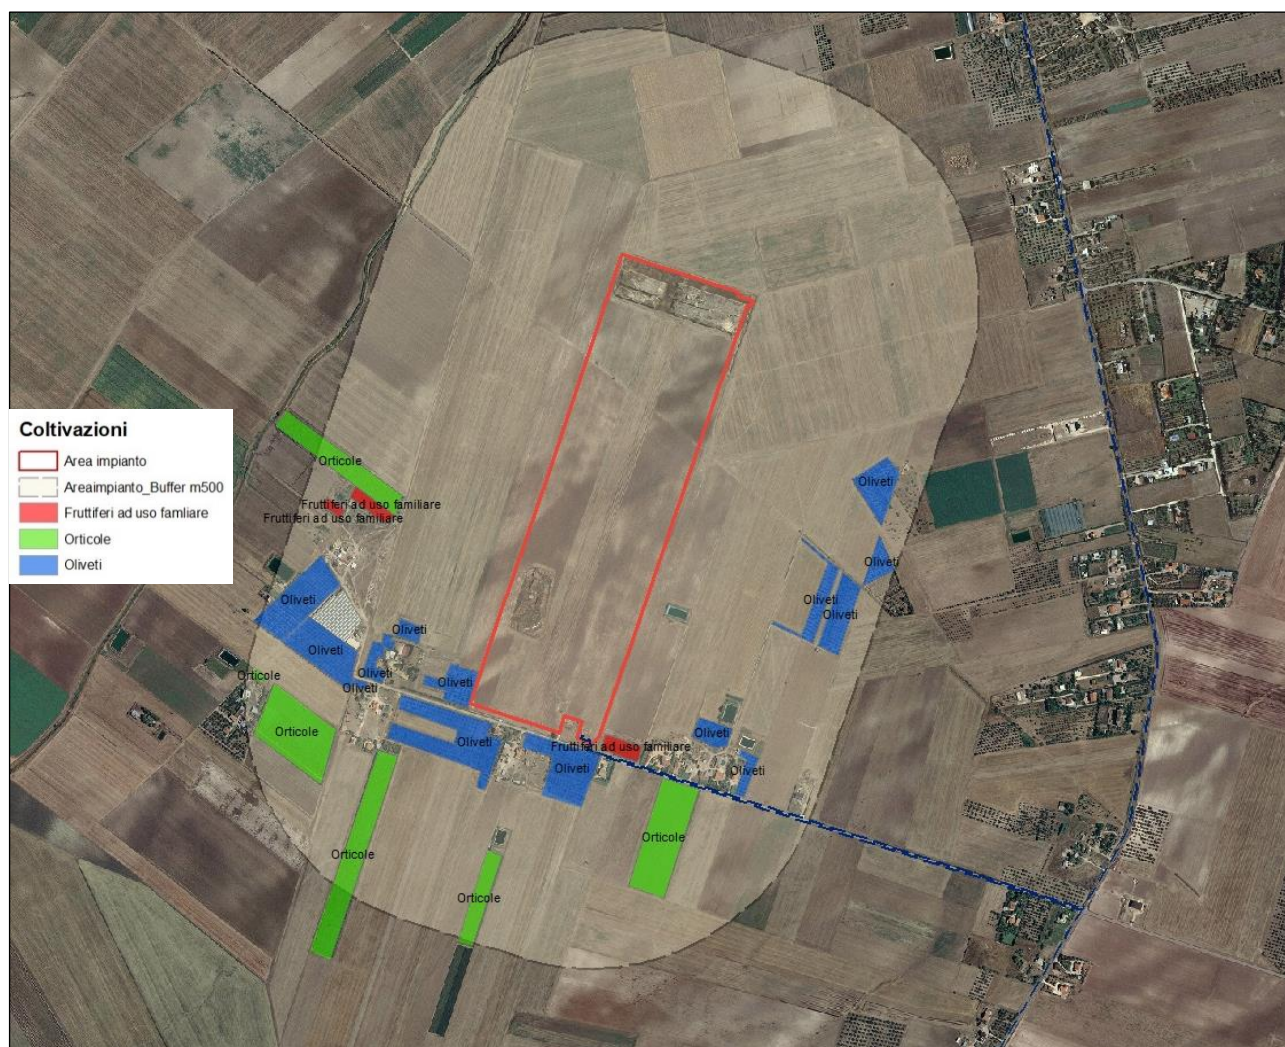 Coltivazioni
Area impianto
Areaimpianto_Buffer m500
Fruttiferi ad uso famliare
Orticole
Oliveti
Orticole
Fruttiferi ad uso familiare
Fruttiferi ad uso familiare
Oliveti
Oliveti
Oliveti
Oliveti
Oliveti
Oliveti
Oliveti
Oliveti
Oliveti
Oliveti
Orticole
Orticole
Oliveti
Oliveti
Fruttiferi ad uso familiare
Oliveti
Oliveti
Orticole
Orticole
Orticole